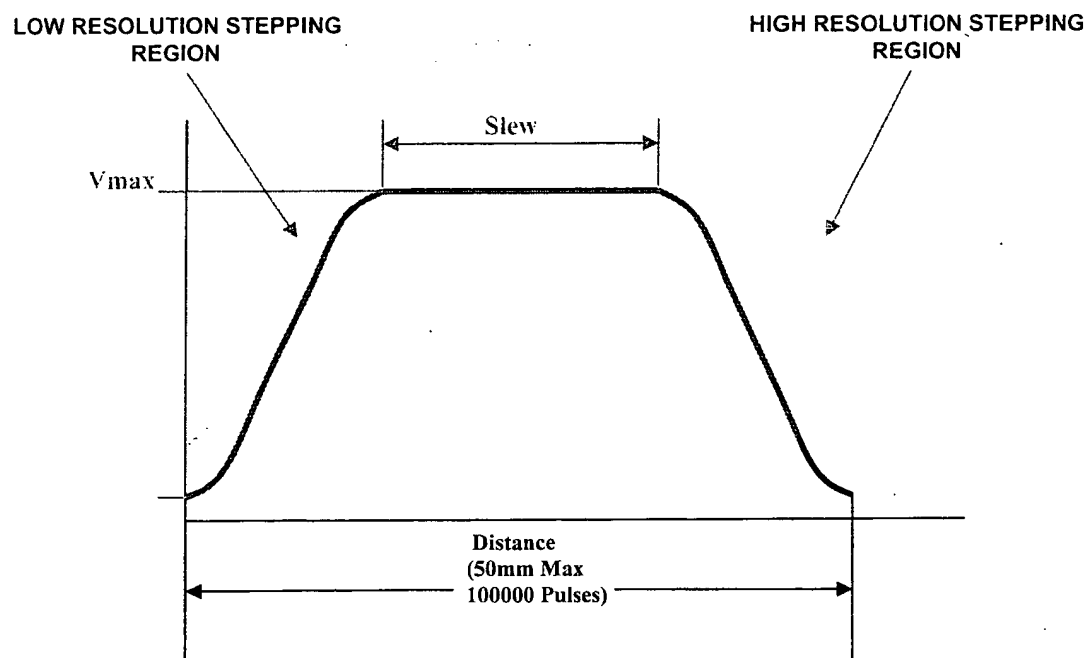 LOW RESOLUTION STEPPING
REGION
HIGH RESOLUTION STEPPING
REGION
Slew
Vmax
Distance
(50mm Max
100000 Pulses)